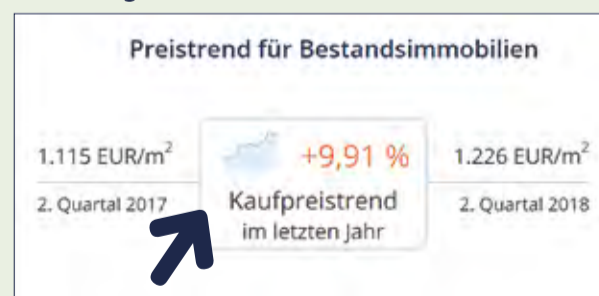 Preistrend für Bestandsimmobilien
1.115 EUR/m²
2. Quartal 2017
+9,91 %
Kaufpreistrend
im letzten Jahr
1.226 EUR/m²
2. Quartal 2018